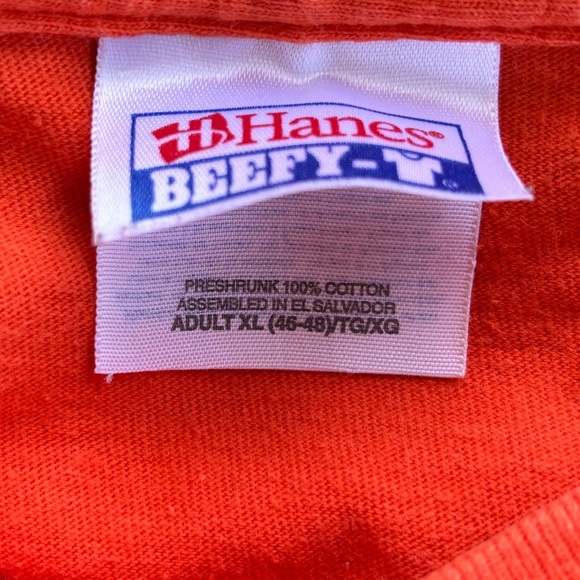 Hanes®
BEEFY-T®
PRESHRUNK 100% COTTON
ASSEMBLED IN EL SALVADOR
ADULT XL (46-48)/TG/XG